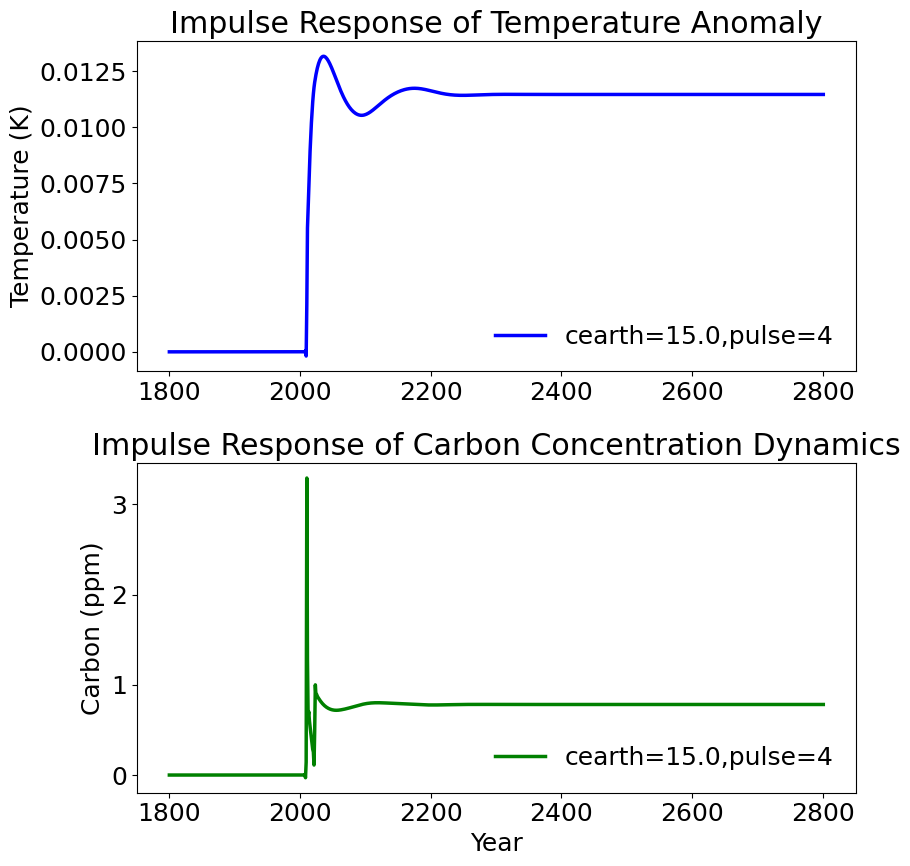 Impulse Response of Temperature Anomaly
Temperature (K)
0.0125
0.0100
0.0075
0.0050
0.0025
0.0000
cearth=15.0,pulse=4
1800 2000 2200 2400 2600 2800
Impulse Response of Carbon Concentration Dynamics
Carbon (ppm)
3
2
1
0
cearth=15.0,pulse=4
1800 2000 2200 2400 2600 2800
Year